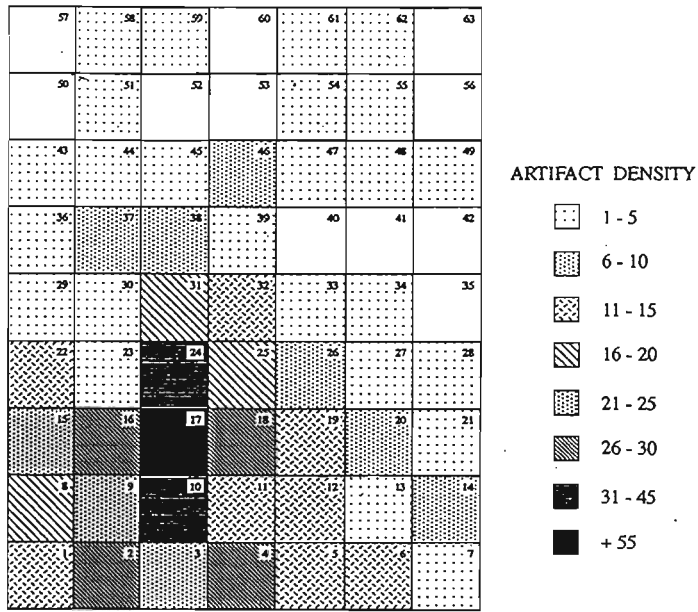 57 58 59 60 61 62 63
50 51 52 53 54 55 56
43 44 45 46 47 48 49
36 37 38 39 40 41 42
29 30 31 32 33 34 35
22 23 24 25 26 27 28
15 16 17 18 19 20 21
8 9 10 11 12 13 14
1 2 3 4 5 6 7
ARTIFACT DENSITY
1 - 5
6 - 10
11 - 15
16 - 20
21 - 25
26 - 30
31 - 45
+ 55